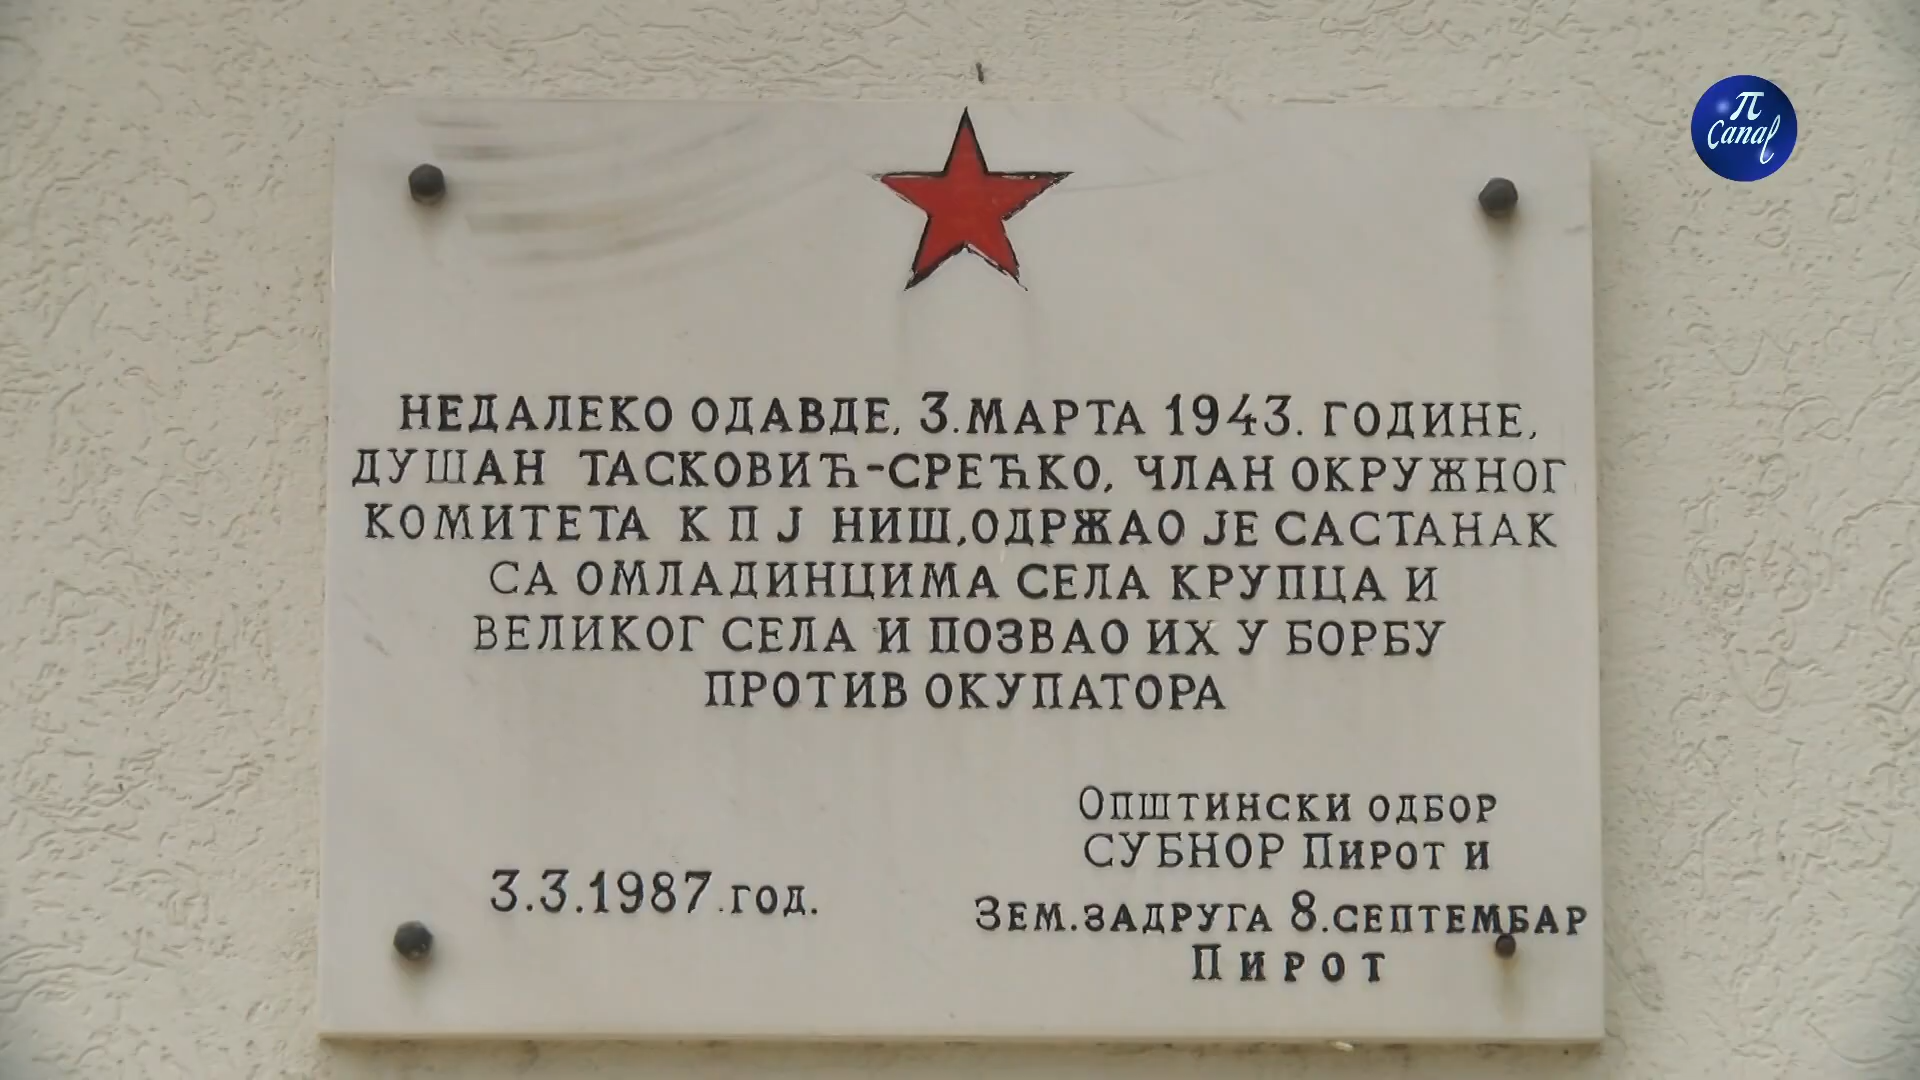 π
Canal
НЕДАЛЕКО ОДАВДЕ, 3.МАРТА 1943. ГОДИНЕ,
ДУШАН ТАСКОВИЋ-СРЕЋКО, ЧЛАН ОКРУЖНОГ
КОМИТЕТА К П Ј НИШ,ОДРЖАО ЈЕ САСТАНАК
СА ОМЛАДИНЦИМА СЕЛА КРУПЦА И
ВЕЛИКОГ СЕЛА И ПОЗВАО ИХ У БОРБУ
ПРОТИВ ОКУПАТОРА
ОПШТИНСКИ ОДБОР
СУБНОР ПИРОТ И
3.3.1987.ГОД.
ЗЕМ.ЗАДРУГА 8.СЕПТЕМБАР
ПИРОТ